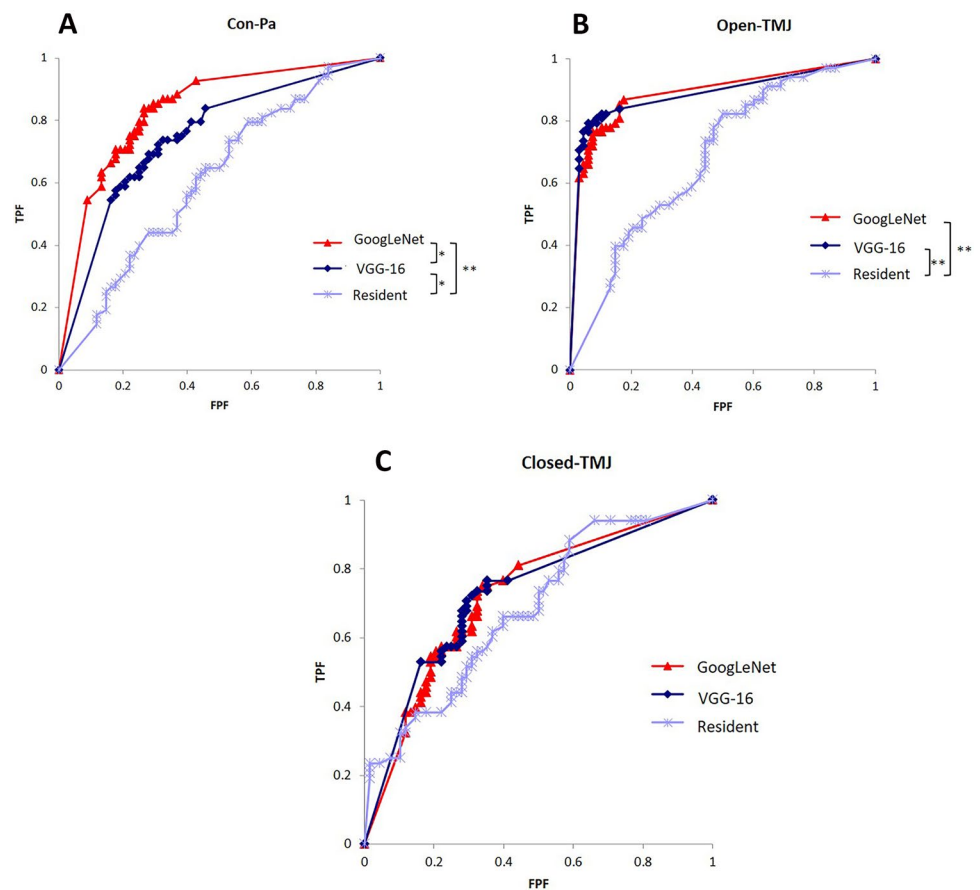 A
Con-Pa
1
0.8
0.6
0.4
0.2
0
TPF
0
0.2
0.4
0.6
0.8
1
FPF
GoogLeNet
VGG-16
Resident
*
*
**
B
Open-TMJ
1
0.8
0.6
0.4
0.2
0
TPF
0
0.2
0.4
0.6
0.8
1
FPF
GoogLeNet
VGG-16
Resident
**
**
C
Closed-TMJ
1
0.8
0.6
0.4
0.2
0
TPF
0
0.2
0.4
0.6
0.8
1
FPF
GoogLeNet
VGG-16
Resident